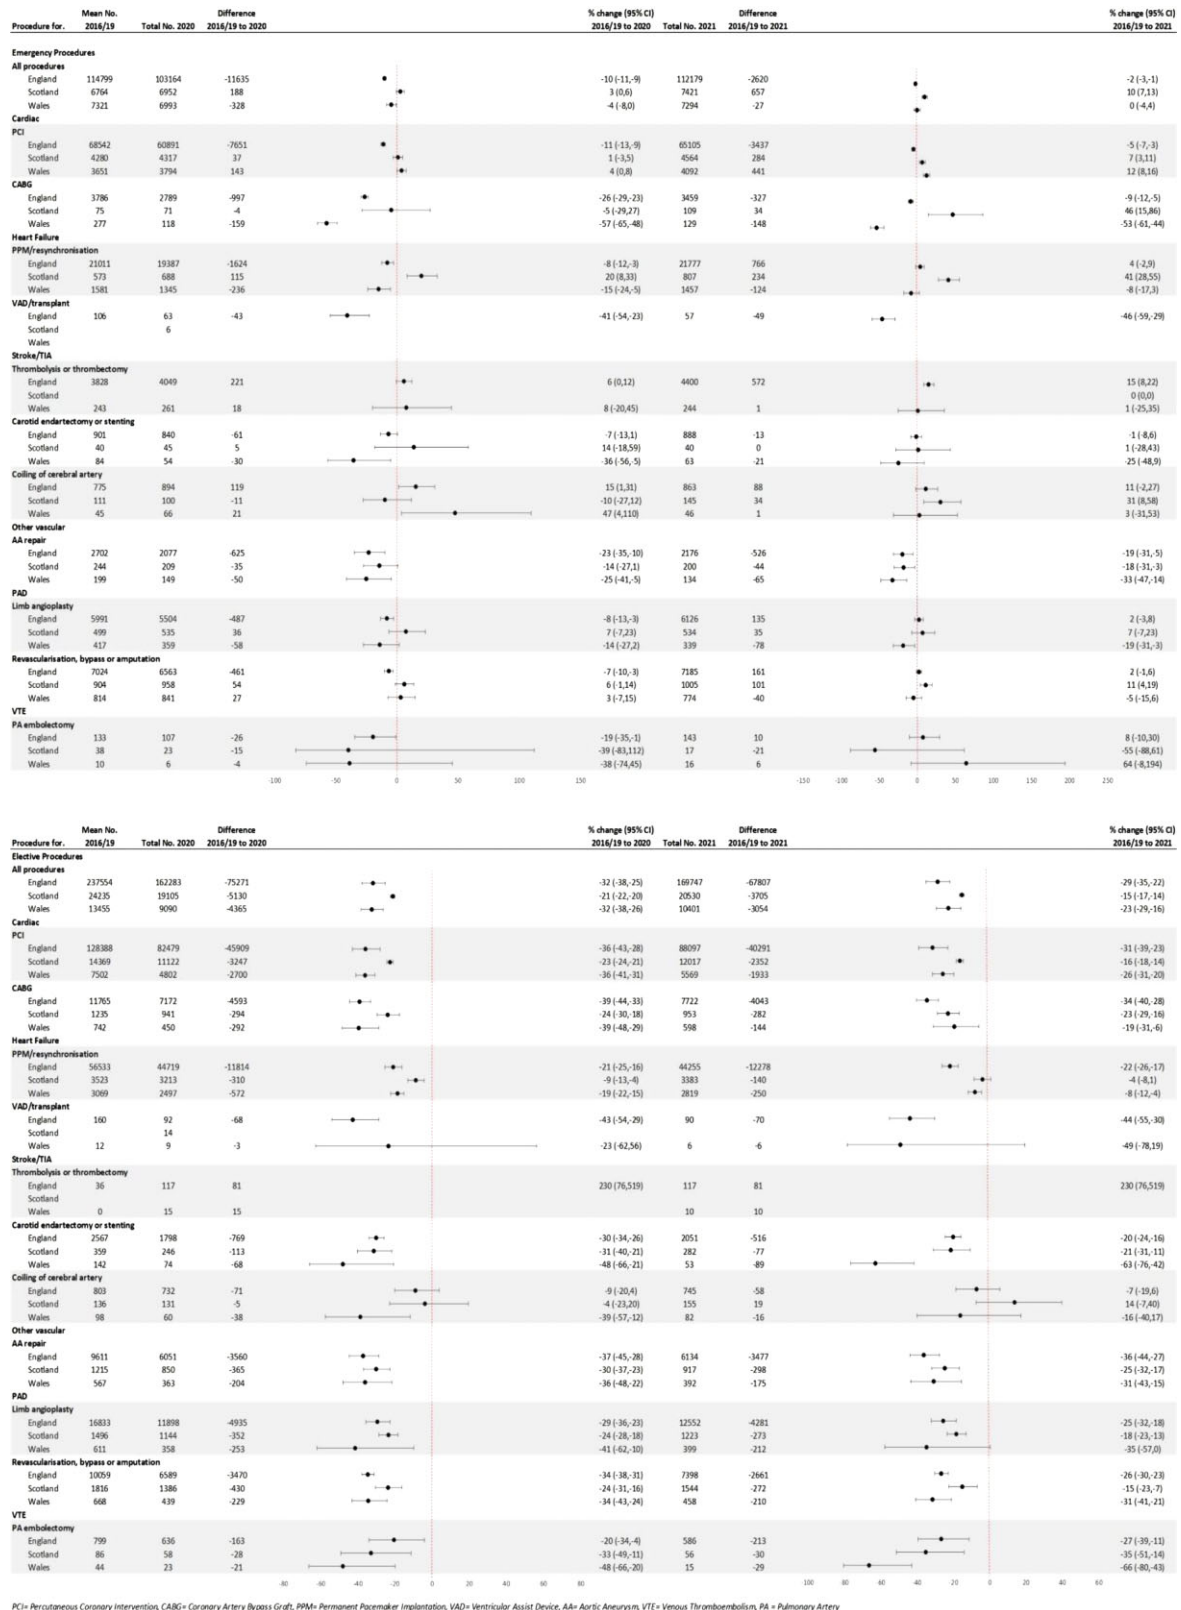 Mean No. Difference % change (95% CI) Difference % change (95% CI)
Procedure for. 2016/19 Total No. 2020 2016/19 to 2020 2016/19 to 2020 Total No. 2021 2016/19 to 2021 2016/19 to 2021
Emergency Procedures
All procedures
England 114799 103164 -11635 -10 (-11,-9) 112179 -2620 -2 (-3,-1)
Scotland 6764 6952 188 3 (0,6) 7421 657 10 (7,13)
Wales 7321 6993 -328 -4 (-8,0) 7294 -27 0 (-4,4)
Cardiac
PCI
England 68542 60891 -7651 -11 (-13,-9) 65105 -3437 -5 (-7,-3)
Scotland 4280 4317 37 1 (-3,5) 4564 284 7 (3,11)
Wales 3651 3794 143 4 (0,8) 4092 441 12 (8,16)
CABG
England 3786 2789 -997 -26 (-29,-23) 3459 -327 -9 (-12,-5)
Scotland 75 71 -4 -5 (-29,27) 109 34 46 (15,86)
Wales 277 118 -159 -57 (-65,-48) 129 -148 -53 (-61,-44)
Heart Failure
PPM/resynchronisation
England 21011 19387 -1624 -8 (-12,-3) 21777 766 4 (-2,9)
Scotland 573 688 115 20 (8,33) 807 234 41 (28,55)
Wales 1581 1345 -236 -15 (-24,-5) 1457 -124 -8 (-17,3)
VAD/transplant
England 106 63 -43 -41 (-54,-23) 57 -49 -46 (-59,-29)
Scotland 6
Wales
Stroke/TIA
Thrombolysis or thrombectomy
England 3828 4049 221 6 (0,12) 4400 572 15 (8,22)
Scotland 0 (0,0)
Wales 243 261 18 8 (-20,45) 244 1 1 (-25,35)
Carotid endartectomy or stenting
England 901 840 -61 -7 (-13,1) 888 -13 -1 (-8,6)
Scotland 40 45 5 14 (-18,59) 40 0 1 (-28,43)
Wales 84 54 -30 -36 (-56,-5) 63 -21 -25 (-48,9)
Coiling of cerebral artery
England 775 894 119 15 (1,31) 863 88 11 (-2,27)
Scotland 111 100 -11 -10 (-27,12) 145 34 31 (8,58)
Wales 45 66 21 47 (4,110) 46 1 3 (-31,53)
Other vascular
AA repair
England 2702 2077 -625 -23 (-35,-10) 2176 -526 -19 (-31,-5)
Scotland 244 209 -35 -14 (-27,1) 200 -44 -18 (-31,-3)
Wales 199 149 -50 -25 (-41,-5) 134 -65 -33 (-47,-14)
PAD
Limb angioplasty
England 5991 5504 -487 -8 (-13,-3) 6126 135 2 (-3,8)
Scotland 499 535 36 7 (-7,23) 534 35 7 (-7,23)
Wales 417 359 -58 -14 (-27,2) 339 -78 -19 (-31,-3)
Revascularisation, bypass or amputation
England 7024 6563 -461 -7 (-10,-3) 7185 161 2 (-1,6)
Scotland 904 958 54 6 (-1,14) 1005 101 11 (4,19)
Wales 814 841 27 3 (-7,15) 774 -40 -5 (-15,6)
VTE
PA embolectomy
England 133 107 -26 -19 (-35,-1) 143 10 8 (-10,30)
Scotland 38 23 -15 -39 (-83,112) 17 -21 -55 (-88,61)
Wales 10 6 -4 -38 (-74,45) 16 6 64 (-8,194)
-100 -50 0 50 100 150 -150 -100 -50 0 50 100 150 200 250
Mean No. Difference % change (95% CI) Difference % change (95% CI)
Procedure for. 2016/19 Total No. 2020 2016/19 to 2020 2016/19 to 2020 Total No. 2021 2016/19 to 2021 2016/19 to 2021
Elective Procedures
All procedures
England 237554 162283 -75271 -32 (-38,-25) 169747 -67807 -29 (-35,-22)
Scotland 24235 19105 -5130 -21 (-22,-20) 20530 -3705 -15 (-17,-14)
Wales 13455 9090 -4365 -32 (-38,-26) 10401 -3054 -23 (-29,-16)
Cardiac
PCI
England 128388 82479 -45909 -36 (-43,-28) 88097 -40291 -31 (-39,-23)
Scotland 14369 11122 -3247 -23 (-24,-21) 12017 -2352 -16 (-18,-14)
Wales 7502 4802 -2700 -36 (-41,-31) 5569 -1933 -26 (-31,-20)
CABG
England 11765 7172 -4593 -39 (-44,-33) 7722 -4043 -34 (-40,-28)
Scotland 1235 941 -294 -24 (-30,-18) 953 -282 -23 (-29,-16)
Wales 742 450 -292 -39 (-48,-29) 598 -144 -19 (-31,-6)
Heart Failure
PPM/resynchronisation
England 56533 44719 -11814 -21 (-25,-16) 44255 -12278 -22 (-26,-17)
Scotland 3523 3213 -310 -9 (-13,-4) 3383 -140 -4 (-8,1)
Wales 3069 2497 -572 -19 (-22,-15) 2819 -250 -8 (-12,-4)
VAD/transplant
England 160 92 -68 -43 (-54,-29) 90 -70 -44 (-55,-30)
Scotland 14
Wales 12 9 -3 -23 (-62,56) 6 -6 -49 (-78,19)
Stroke/TIA
Thrombolysis or thrombectomy
England 36 117 81 230 (76,519) 117 81 230 (76,519)
Scotland
Wales 0 15 15 10 10
Carotid endartectomy or stenting
England 2567 1798 -769 -30 (-34,-26) 2051 -516 -20 (-24,-16)
Scotland 359 246 -113 -31 (-40,-21) 282 -77 -21 (-31,-11)
Wales 142 74 -68 -48 (-66,-21) 53 -89 -63 (-76,-42)
Coiling of cerebral artery
England 803 732 -71 -9 (-20,4) 745 -58 -7 (-19,6)
Scotland 136 131 -5 -4 (-23,20) 155 19 14 (-7,40)
Wales 98 60 -38 -39 (-57,-12) 82 -16 -16 (-40,17)
Other vascular
AA repair
England 9611 6051 -3560 -37 (-45,-28) 6134 -3477 -36 (-44,-27)
Scotland 1215 850 -365 -30 (-37,-23) 917 -298 -25 (-32,-17)
Wales 567 363 -204 -36 (-48,-22) 392 -175 -31 (-43,-15)
PAD
Limb angioplasty
England 16833 11898 -4935 -29 (-36,-23) 12552 -4281 -25 (-32,-18)
Scotland 1496 1144 -352 -24 (-28,-18) 1223 -273 -18 (-23,-13)
Wales 611 358 -253 -41 (-62,-10) 399 -212 -35 (-57,0)
Revascularisation, bypass or amputation
England 10059 6589 -3470 -34 (-38,-31) 7398 -2661 -26 (-30,-23)
Scotland 1816 1386 -430 -24 (-31,-16) 1544 -272 -15 (-23,-7)
Wales 668 439 -229 -34 (-43,-24) 458 -210 -31 (-41,-21)
VTE
PA embolectomy
England 799 636 -163 -20 (-34,-4) 586 -213 -27 (-39,-11)
Scotland 86 58 -28 -33 (-49,-11) 56 -30 -35 (-51,-14)
Wales 44 23 -21 -48 (-66,-20) 15 -29 -66 (-80,-43)
-80 -60 -40 -20 0 20 40 60 100 -80 -60 -40 -20 0 20 40 60
PCI= Percutaneous Coronary Intervention, CABG= Coronary Artery Bypass Graft, PPM= Permanent Pacemaker Implantation, VAD= Ventricular Assist Device, AA= Aortic Aneurysm, VTE= Venous Thromboembolism, PA = Pulmonary Artery